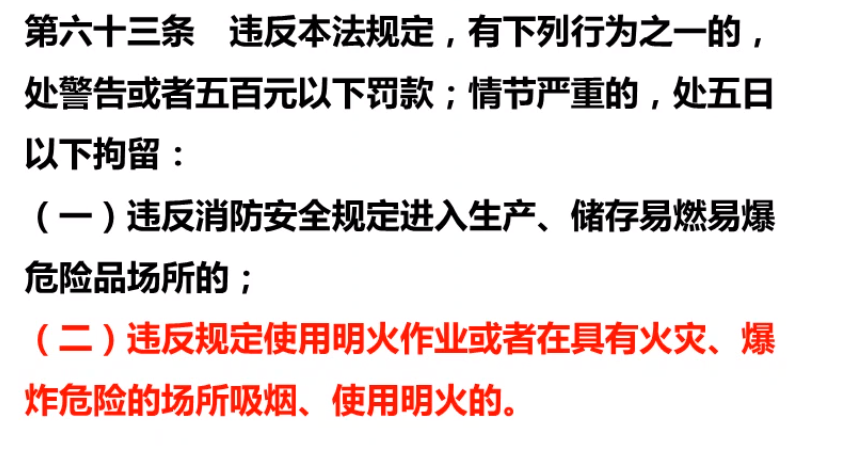 第六十三条　违反本法规定，有下列行为之一的，
处警告或者五百元以下罚款；情节严重的，处五日
以下拘留：
（一）违反消防安全规定进入生产、储存易燃易爆
危险品场所的；
（二）违反规定使用明火作业或者在具有火灾、爆
炸危险的场所吸烟、使用明火的。